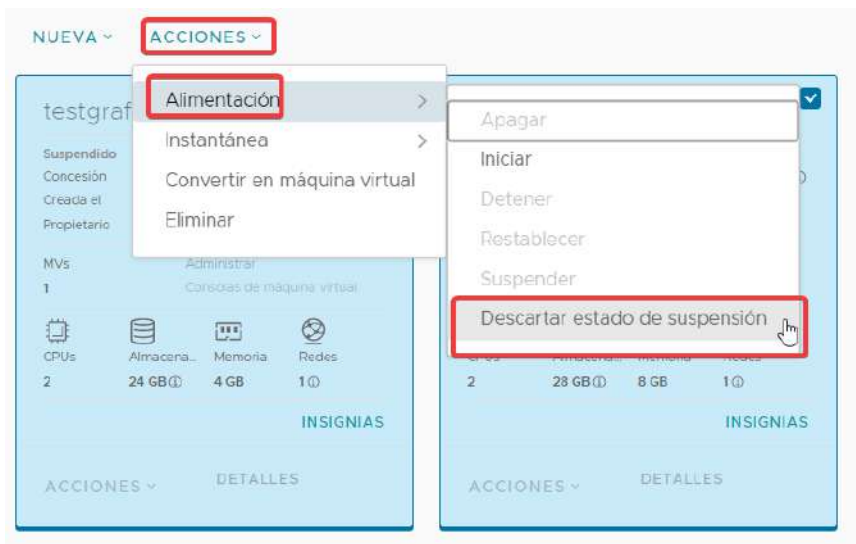 NUEVA ACCIONES
testgraf
Alimentación
Instantánea
Convertir en máquina virtual
Eliminar
Apagar
Iniciar
Detener
Restablecer
Suspender
Descartar estado de suspensión
Suspendido
Concesión
Creada el
Propietario
MVs
1
Administrar
Consolas de máquina virtual
CPUs Almacena... Memoria Redes
2 24 GB 4 GB 1
INSIGNIAS
ACCIONES DETALLES
2 28 GB 8 GB 1
INSIGNIAS
ACCIONES DETALLES